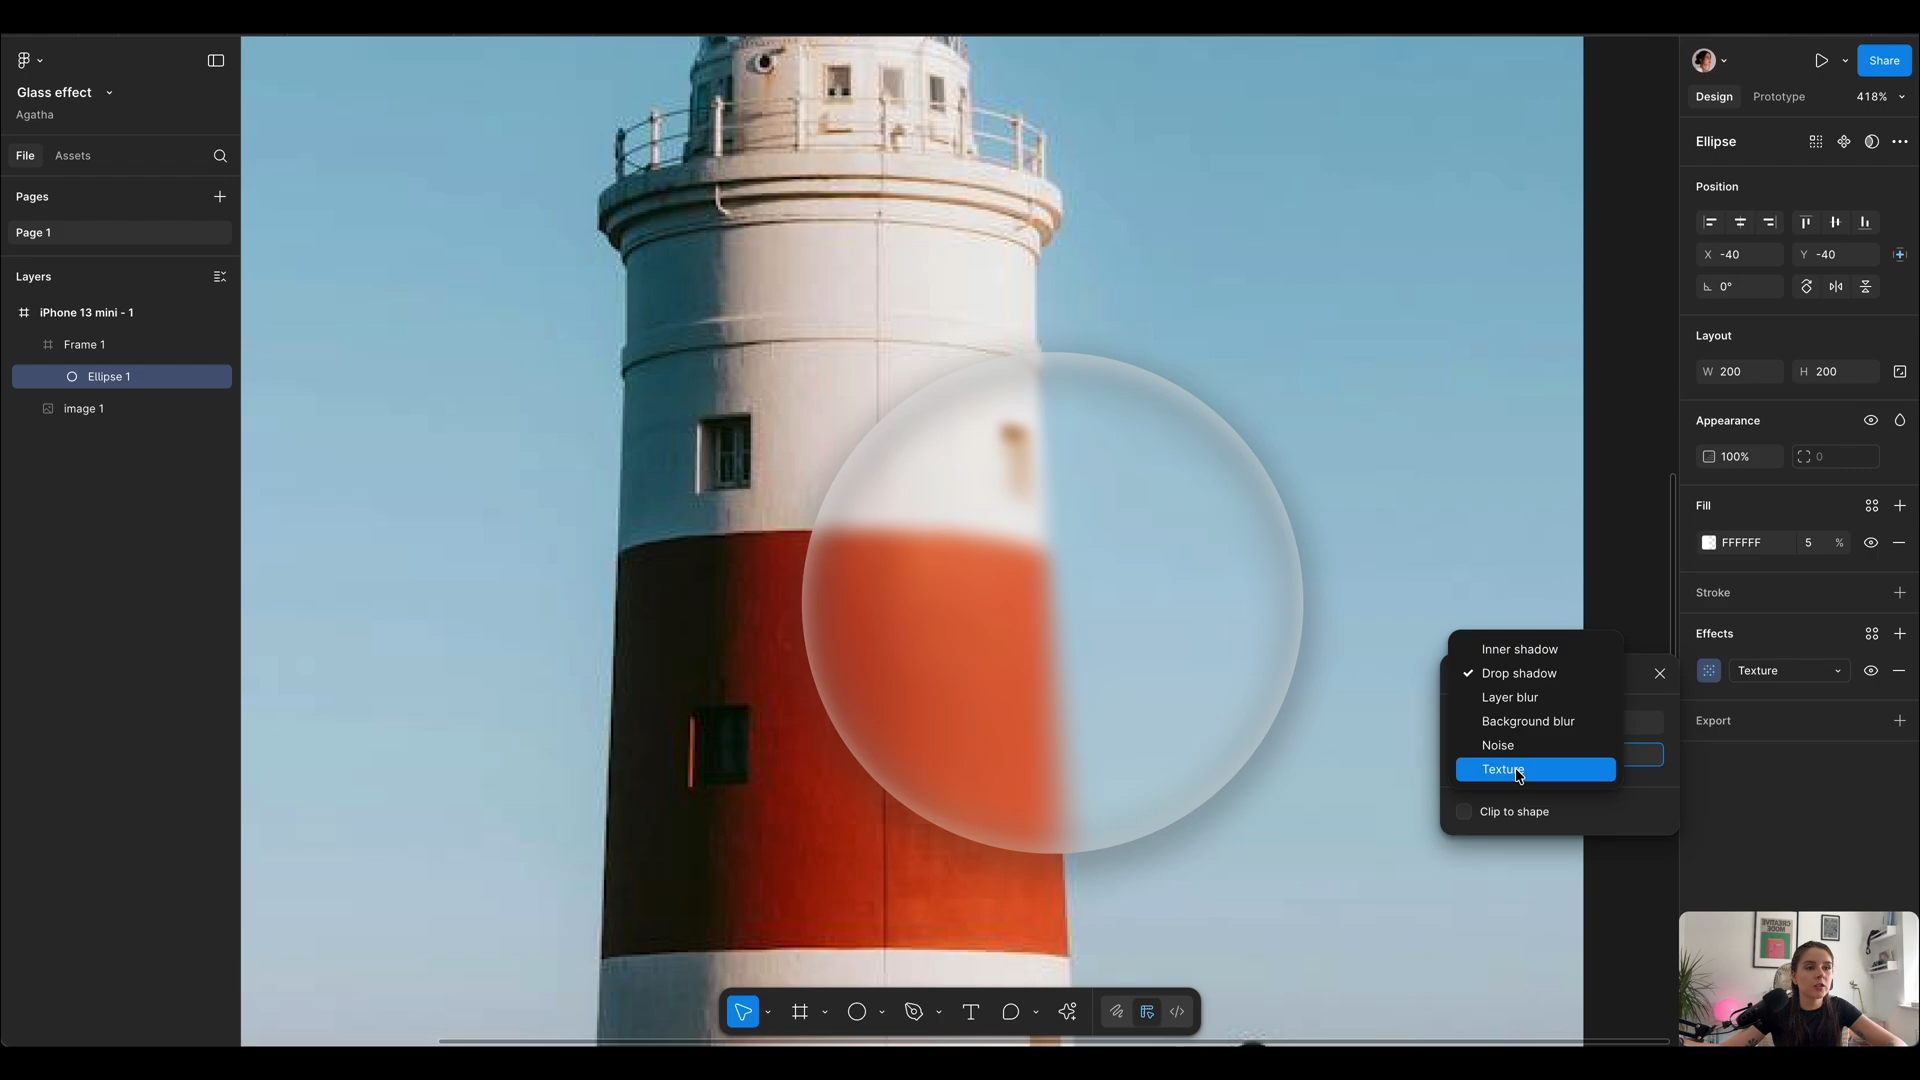 Glass effect
Agatha
File
Assets
Pages
Page 1
Layers
iPhone 13 mini - 1
Frame 1
Ellipse 1
image 1
Share
Design
Prototype
418%
Ellipse
Position
X -40
Y -40
0°
Layout
W 200
H 200
Appearance
100%
0
Fill
FFFFFF
5
%
Stroke
Effects
Texture
Export
Inner shadow
Drop shadow
Layer blur
Background blur
Noise
Texture
Clip to shape